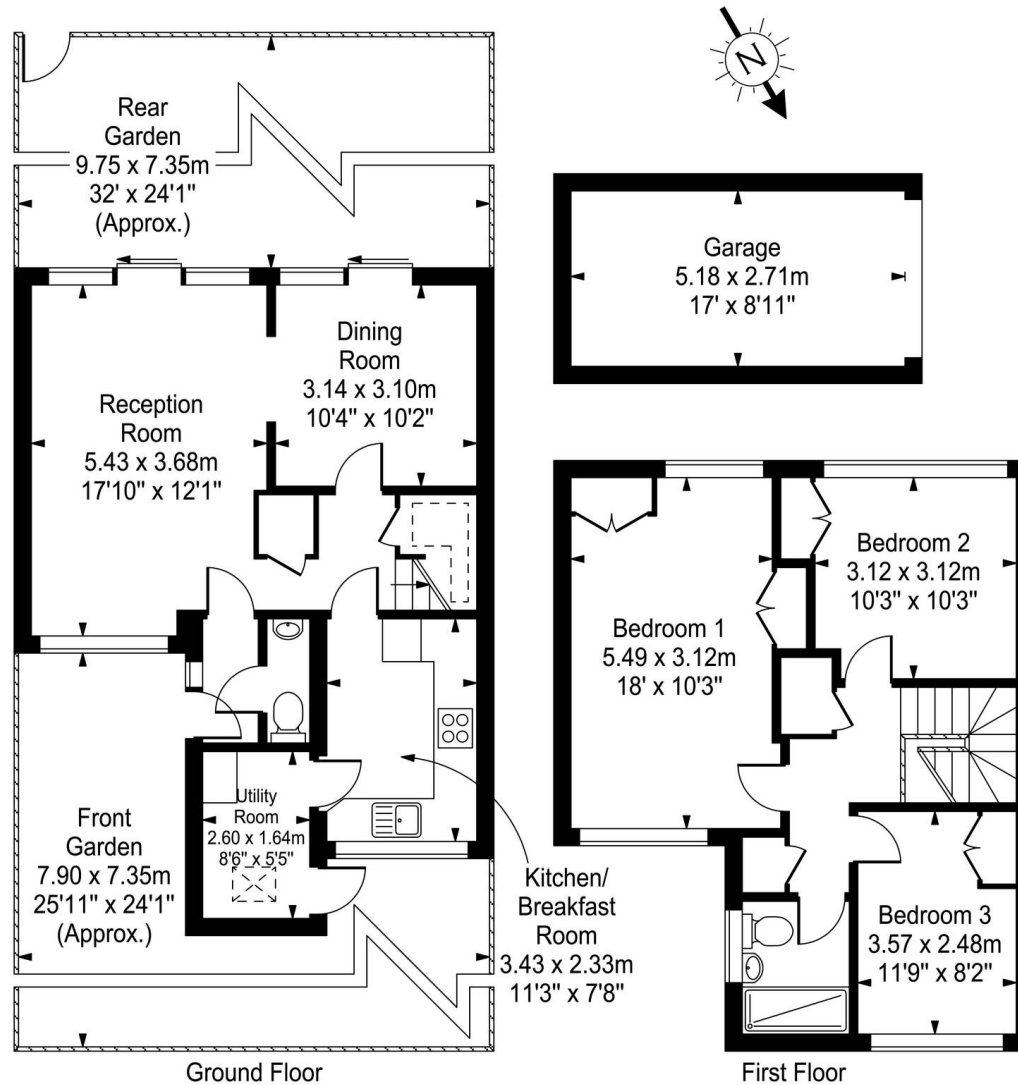 N
Rear
Garden
9.75 x 7.35m
32' x 24'1"
(Approx.)
Garage
5.18 x 2.71m
17' x 8'11"
Dining
Room
3.14 x 3.10m
10'4" x 10'2"
Reception
Room
5.43 x 3.68m
17'10" x 12'1"
Bedroom 2
3.12 x 3.12m
10'3" x 10'3"
Bedroom 1
5.49 x 3.12m
18' x 10'3"
Utility
Room
2.60 x 1.64m
8'6" x 5'5"
Front
Garden
7.90 x 7.35m
25'11" x 24'1"
(Approx.)
Kitchen/
Breakfast
Room
3.43 x 2.33m
11'3" x 7'8"
Bedroom 3
3.57 x 2.48m
11'9" x 8'2"
Ground Floor
First Floor